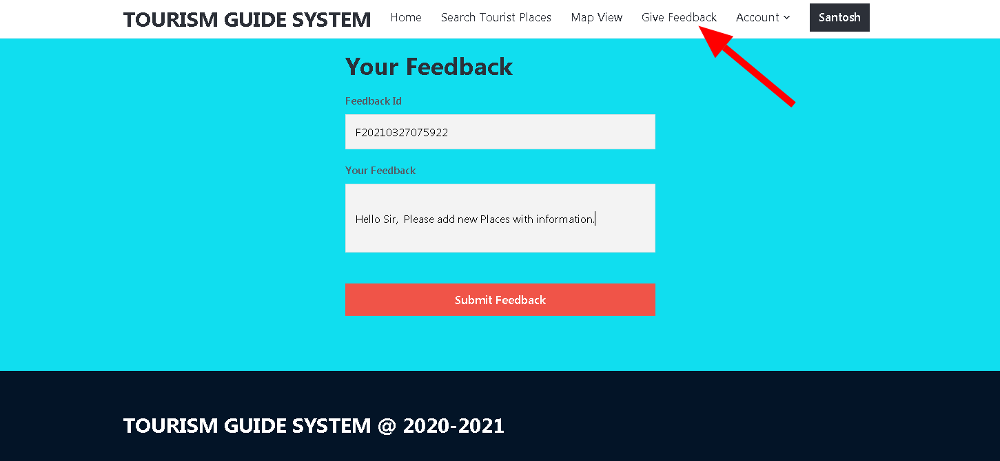 TOURISM GUIDE SYSTEM Home Search Tourist Places Map View Give Feedback Account Santosh
Your Feedback
Feedback Id
F20210327075922
Your Feedback
Hello Sir,  Please add new Places with information.
Submit Feedback
TOURISM GUIDE SYSTEM @ 2020-2021